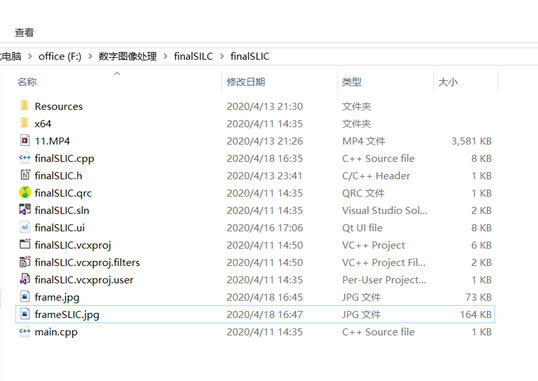 查看
电脑 > office (F:) > 数字图像处理 > finalSILC > finalSLIC
名称 修改日期 类型 大小
Resources 2020/4/13 21:30 文件夹
x64 2020/4/11 14:35 文件夹
11.MP4 2020/4/13 21:26 MP4 文件 3,581 KB
finalSLIC.cpp 2020/4/18 16:35 C++ Source file 8 KB
finalSLIC.h 2020/4/13 23:41 C/C++ Header 1 KB
finalSLIC.qrc 2020/4/11 14:35 QRC 文件 1 KB
finalSLIC.sln 2020/4/11 14:35 Visual Studio Sol... 2 KB
finalSLIC.ui 2020/4/16 17:06 Qt UI file 8 KB
finalSLIC.vcxproj 2020/4/11 14:50 VC++ Project 6 KB
finalSLIC.vcxproj.filters 2020/4/11 14:50 VC++ Project Fil... 2 KB
finalSLIC.vcxproj.user 2020/4/11 14:35 Per-User Project... 1 KB
frame.jpg 2020/4/18 16:45 JPG 文件 73 KB
frameSLIC.jpg 2020/4/18 16:47 JPG 文件 164 KB
main.cpp 2020/4/11 14:35 C++ Source file 1 KB